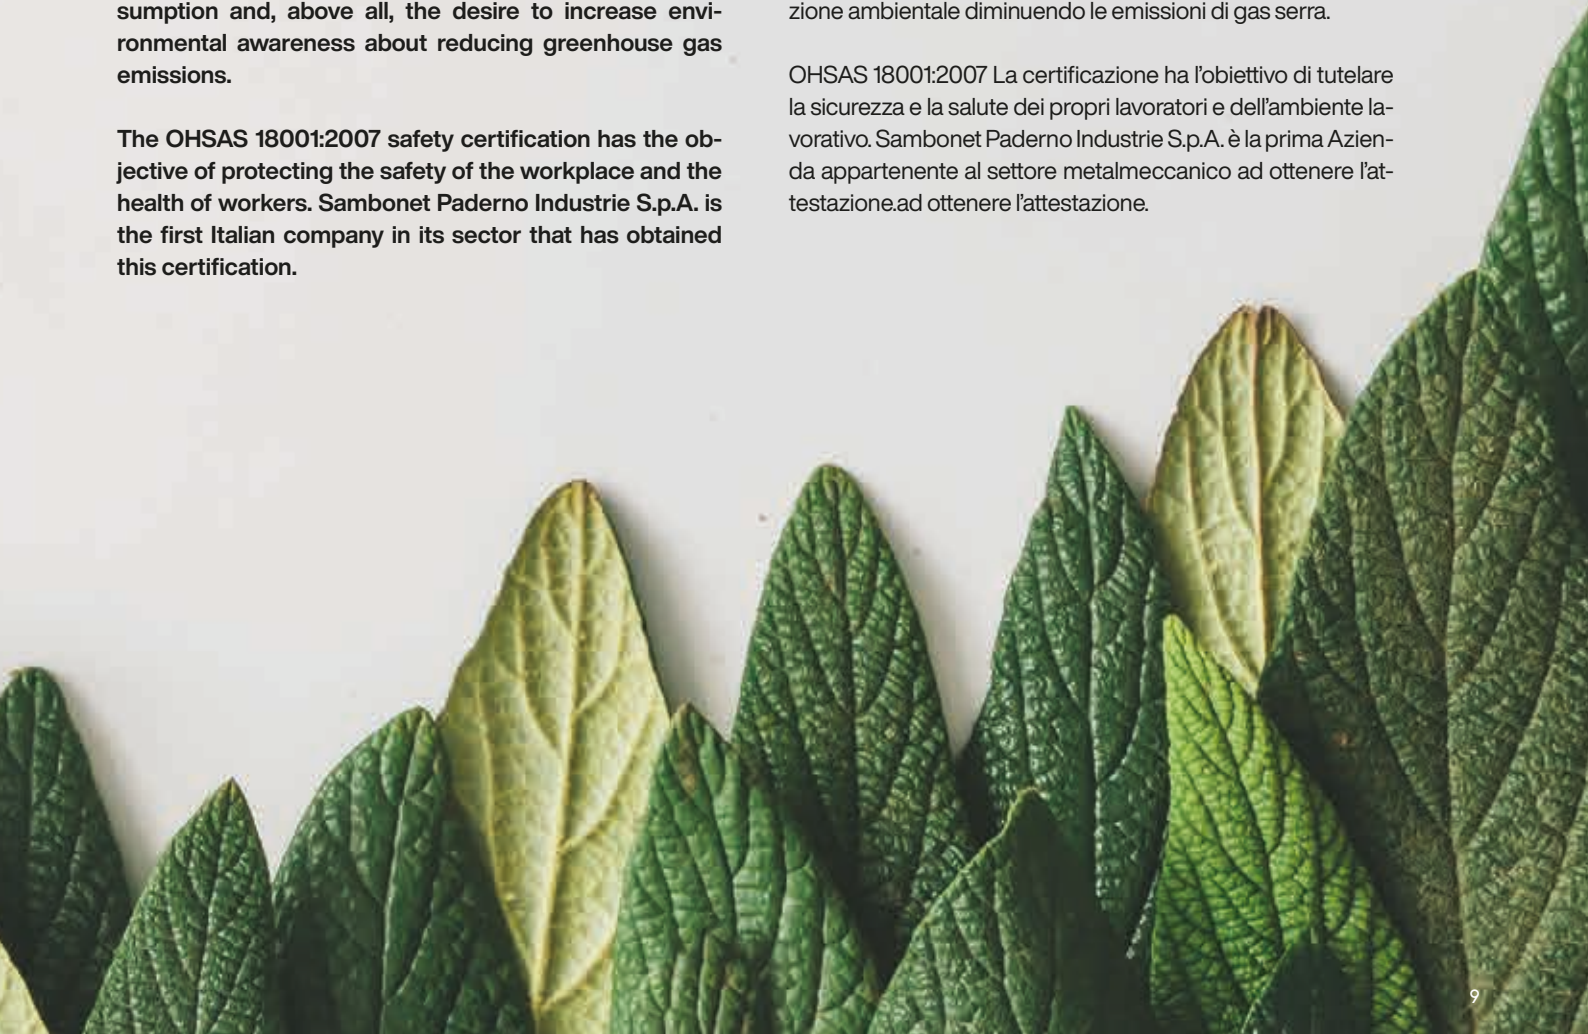 sumption and, above all, the desire to increase envi-
ronmental awareness about reducing greenhouse gas
emissions.
The OHSAS 18001:2007 safety certification has the ob-
jective of protecting the safety of the workplace and the
health of workers. Sambonet Paderno Industrie S.p.A. is
the first Italian company in its sector that has obtained
this certification.
zione ambientale diminuendo le emissioni di gas serra.
OHSAS 18001:2007 La certificazione ha l’obiettivo di tutelare
la sicurezza e la salute dei propri lavoratori e dell’ambiente la-
vorativo. Sambonet Paderno Industrie S.p.A. è la prima Azien-
da appartenente al settore metalmeccanico ad ottenere l’at-
testazione.ad ottenere l’attestazione.
9